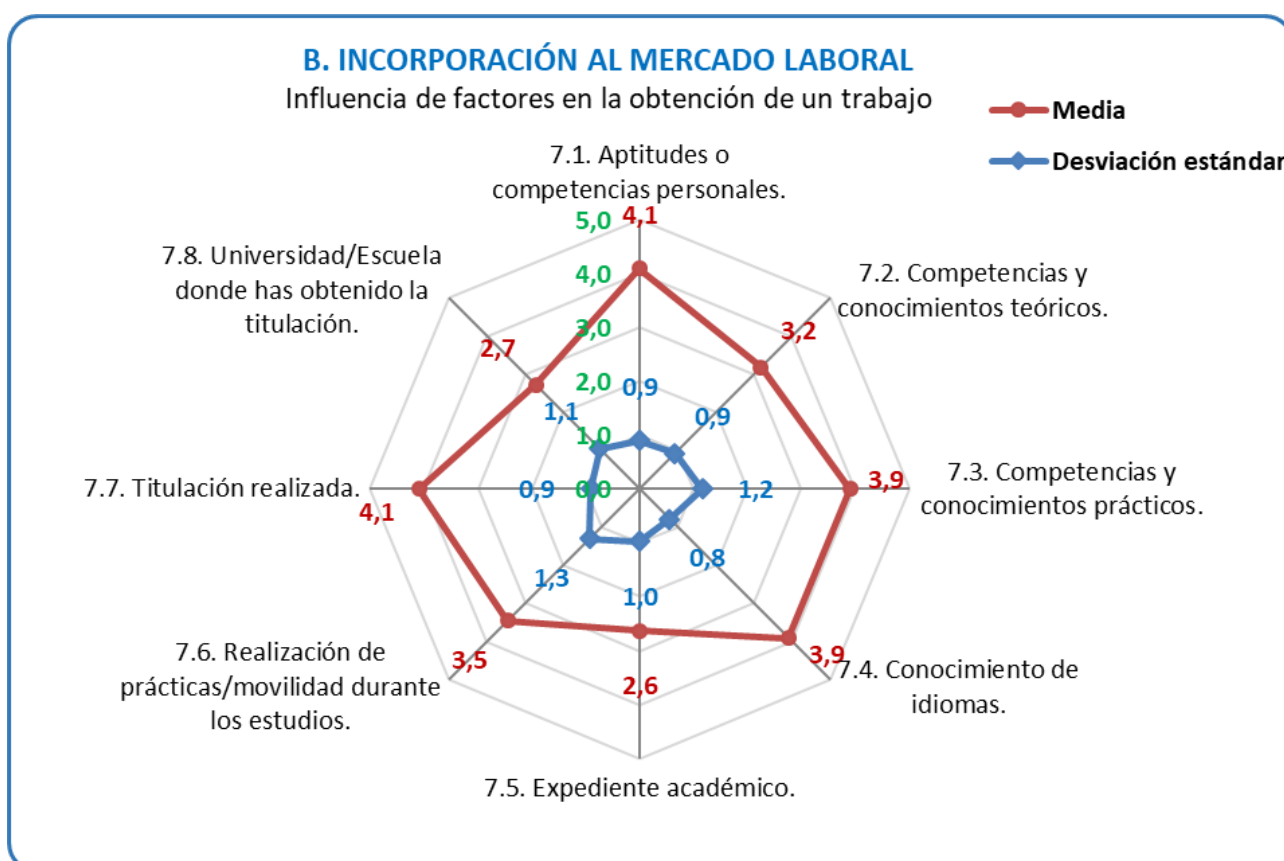 B. INCORPORACIÓN AL MERCADO LABORAL
Influencia de factores en la obtención de un trabajo
Media
Desviación estándar
7.1. Aptitudes o
competencias personales.
5,0
4,1
4,0
3,0
2,0
1,0
0,0
7.2. Competencias y
conocimientos teóricos.
3,2
7.3. Competencias y
conocimientos prácticos.
3,9
7.4. Conocimiento de
idiomas.
3,9
7.5. Expediente académico.
2,6
7.6. Realización de
prácticas/movilidad durante
los estudios.
3,5
7.7. Titulación realizada.
4,1
7.8. Universidad/Escuela
donde has obtenido la
titulación.
2,7
0,9
0,9
1,2
0,8
1,0
1,3
0,9
1,1